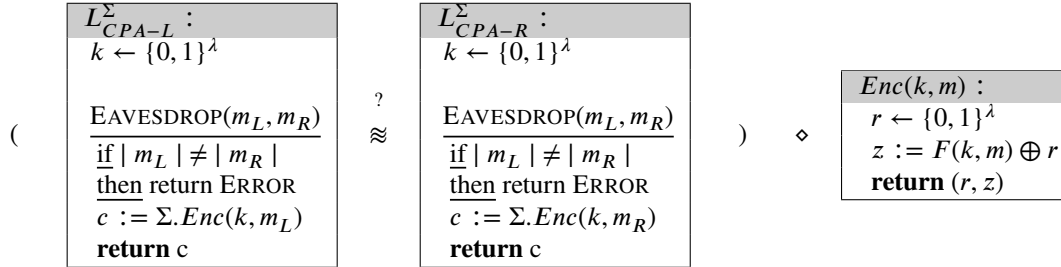 L^Σ_{CPA−L} :
k ← {0, 1}^λ
EAVESDROP(m_L, m_R)
if | m_L | ≠ | m_R |
then return ERROR
c := Σ.Enc(k, m_L)
return c
L^Σ_{CPA−R} :
k ← {0, 1}^λ
EAVESDROP(m_L, m_R)
if | m_L | ≠ | m_R |
then return ERROR
c := Σ.Enc(k, m_R)
return c
( ?≋ ) ⋄
Enc(k, m) :
r ← {0, 1}^λ
z := F(k, m) ⊕ r
return (r, z)